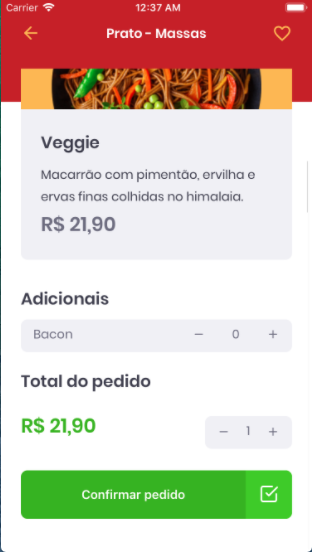 Carrier 12:37 AM
Prato - Massas
Veggie
Macarrão com pimentão, ervilha e
ervas finas colhidas no himalaia.
R$ 21,90
Adicionais
Bacon − 0 +
Total do pedido
R$ 21,90 − 1 +
Confirmar pedido